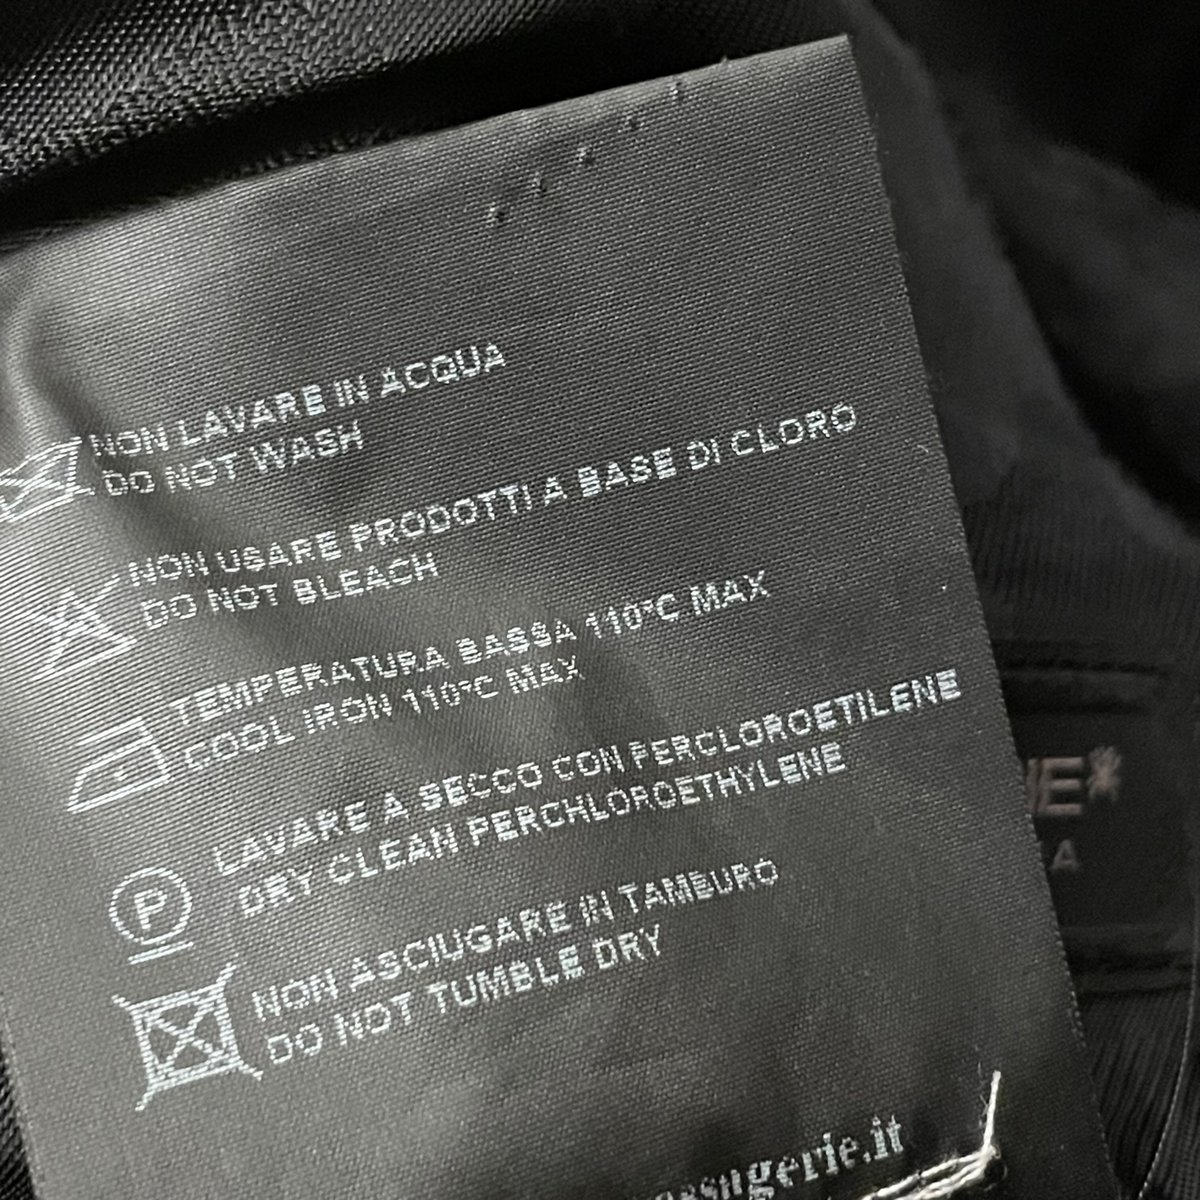 NON LAVARE IN ACQUA
DO NOT WASH
NON USARE PRODOTTI A BASE DI CLORO
DO NOT BLEACH
TEMPERATURA BASSA 110°C MAX
COOL IRON 110°C MAX
LAVARE A SECCO CON PERCLOROETILENE
DRY CLEAN PERCHLOROETHYLENE
P
NON ASCIUGARE IN TAMBURO
DO NOT TUMBLE DRY